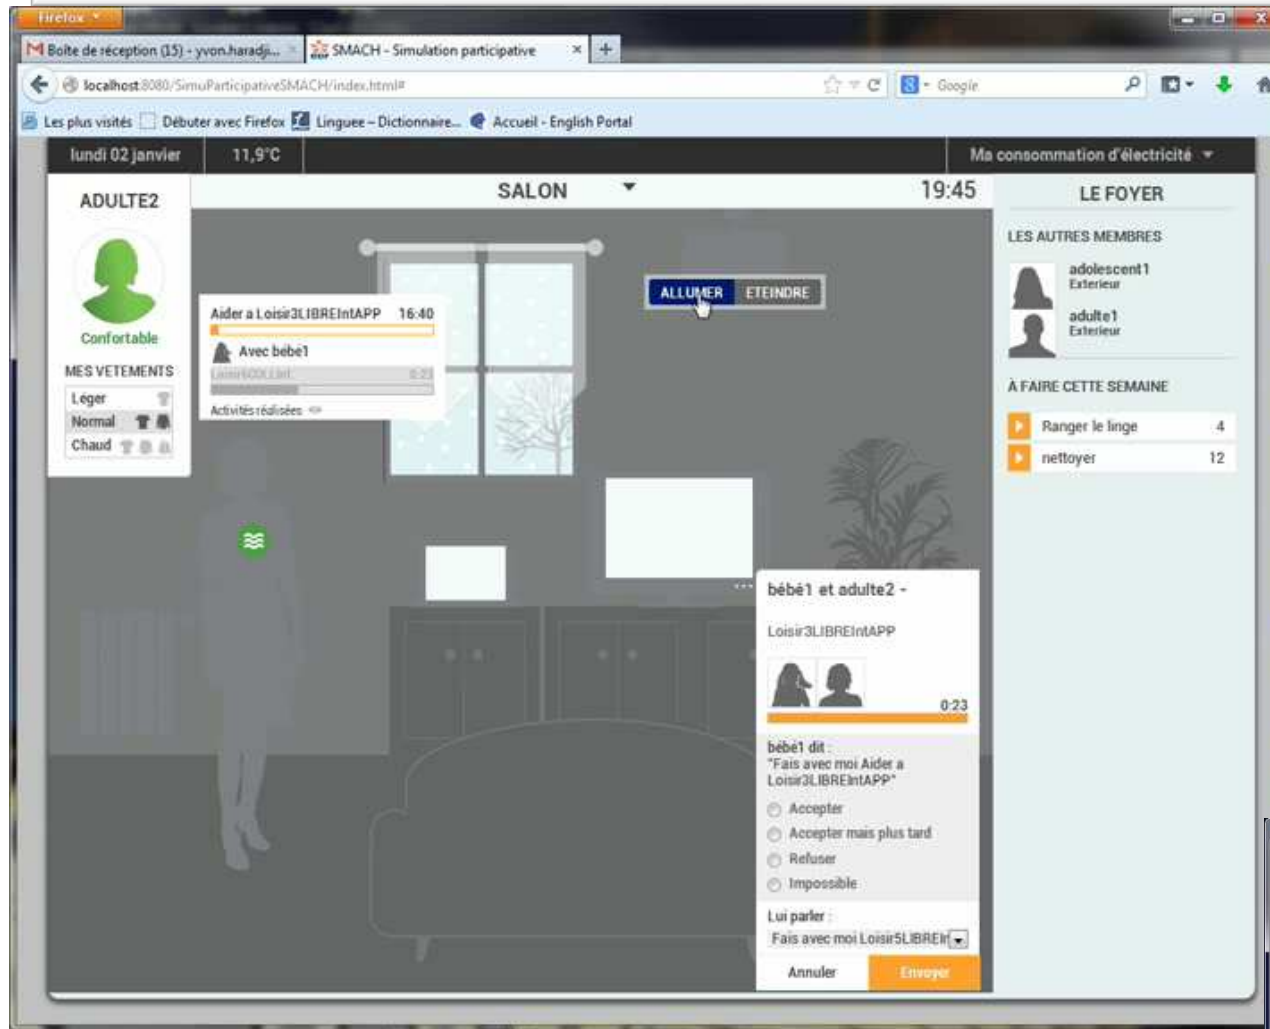 Firefox
Boîte de réception (15) - yvon.haradji...
SMACH - Simulation participative
localhost:8080/SimuParticipativeSMACH/index.html#
Google
Les plus visités
Débuter avec Firefox
Linguee – Dictionnaire...
Accueil - English Portal
lundi 02 janvier
11,9°C
Ma consommation d'électricité
ADULTE2
SALON
19:45
LE FOYER
Confortable
MES VETEMENTS
Léger
Normal
Chaud
Aider a Loisir3LIBREIntAPP 16:40
Avec bébé1
0:23
Activités réalisées
ALLUMER ETEINDRE
LES AUTRES MEMBRES
adolescent1
Exterieur
adulte1
Exterieur
À FAIRE CETTE SEMAINE
Ranger le linge 4
nettoyer 12
bébé1 et adulte2 -
Loisir3LIBREIntAPP
0:23
bébé1 dit :
"Fais avec moi Aider a
Loisir3LIBREIntAPP"
Accepter
Accepter mais plus tard
Refuser
Impossible
Lui parler :
Fais avec moi Loisir5LIBREIr
Annuler
Envoyer